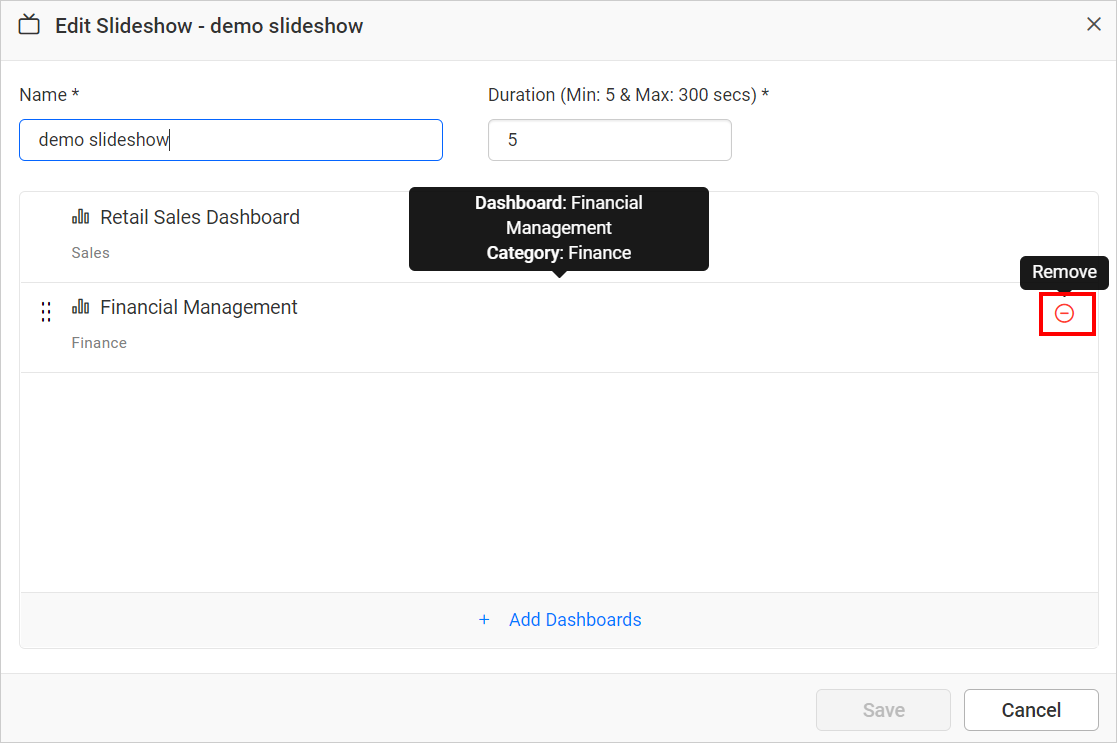 Edit Slideshow - demo slideshow
Name *
Duration (Min: 5 & Max: 300 secs) *
demo slideshow
5
Retail Sales Dashboard
Sales
Dashboard: Financial
Management
Category: Finance
Remove
Financial Management
Finance
+ Add Dashboards
Save
Cancel